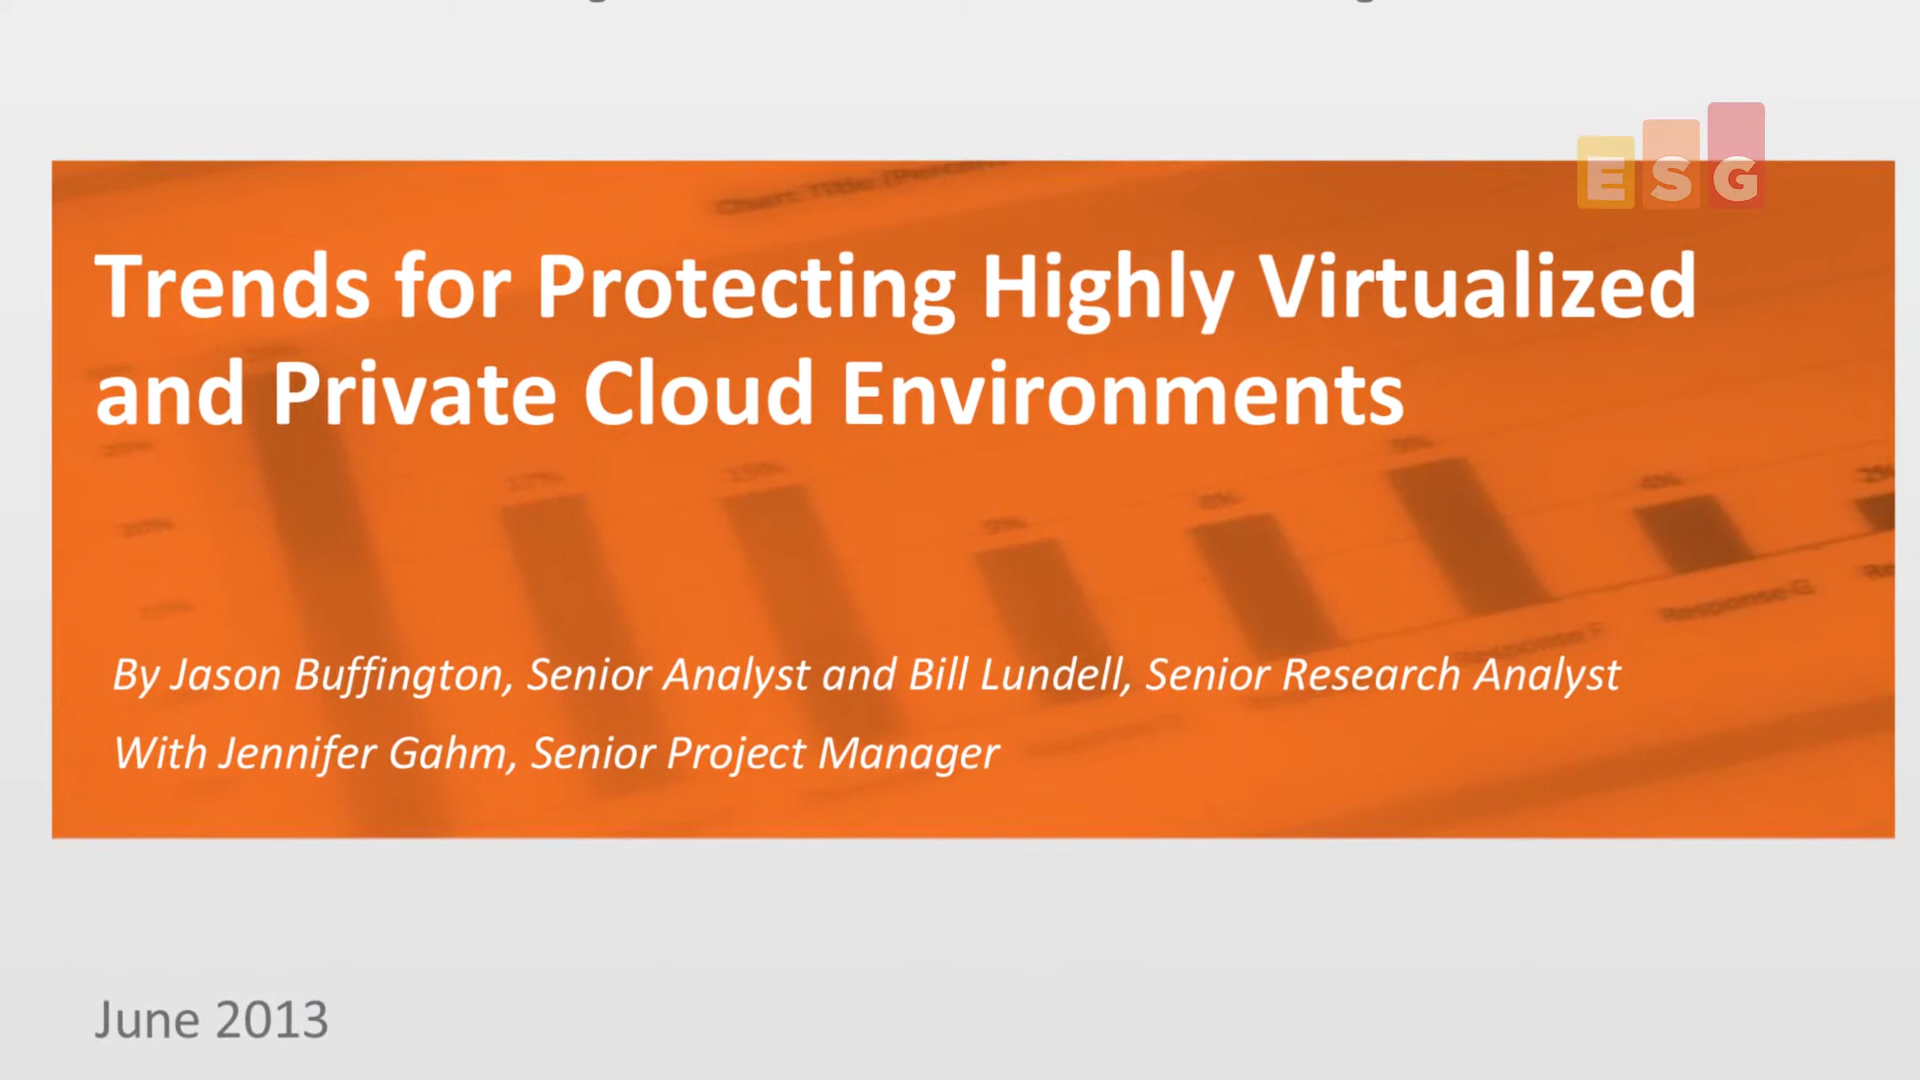 ESG
Trends for Protecting Highly Virtualized
and Private Cloud Environments
By Jason Buffington, Senior Analyst and Bill Lundell, Senior Research Analyst
With Jennifer Gahm, Senior Project Manager
June 2013